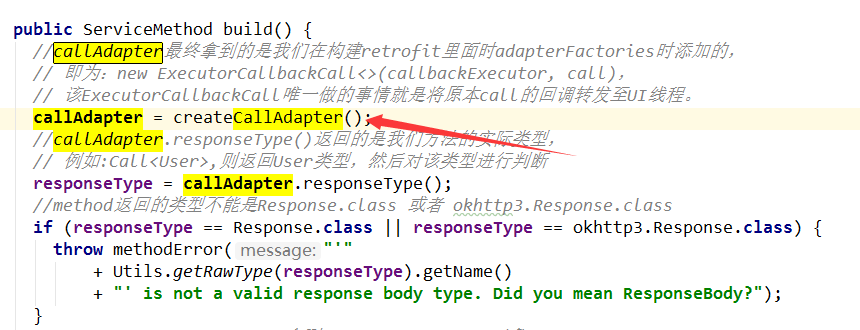 public ServiceMethod build() {
//callAdapter最终拿到的是我们在构建retrofit里面时adapterFactories时添加的，
// 即为：new ExecutorCallbackCall<>(callbackExecutor, call)，
// 该ExecutorCallbackCall唯一做的事情就是将原本call的回调转发至UI线程。
callAdapter = createCallAdapter();
//callAdapter.responseType()返回的是我们方法的实际类型，
// 例如:Call<User>,则返回User类型，然后对该类型进行判断
responseType = callAdapter.responseType();
//method返回的类型不能是Response.class 或者 okhttp3.Response.class
if (responseType == Response.class || responseType == okhttp3.Response.class) {
throw methodError( message: "'"
+ Utils.getRawType(responseType).getName()
+ "' is not a valid response body type. Did you mean ResponseBody?");
}